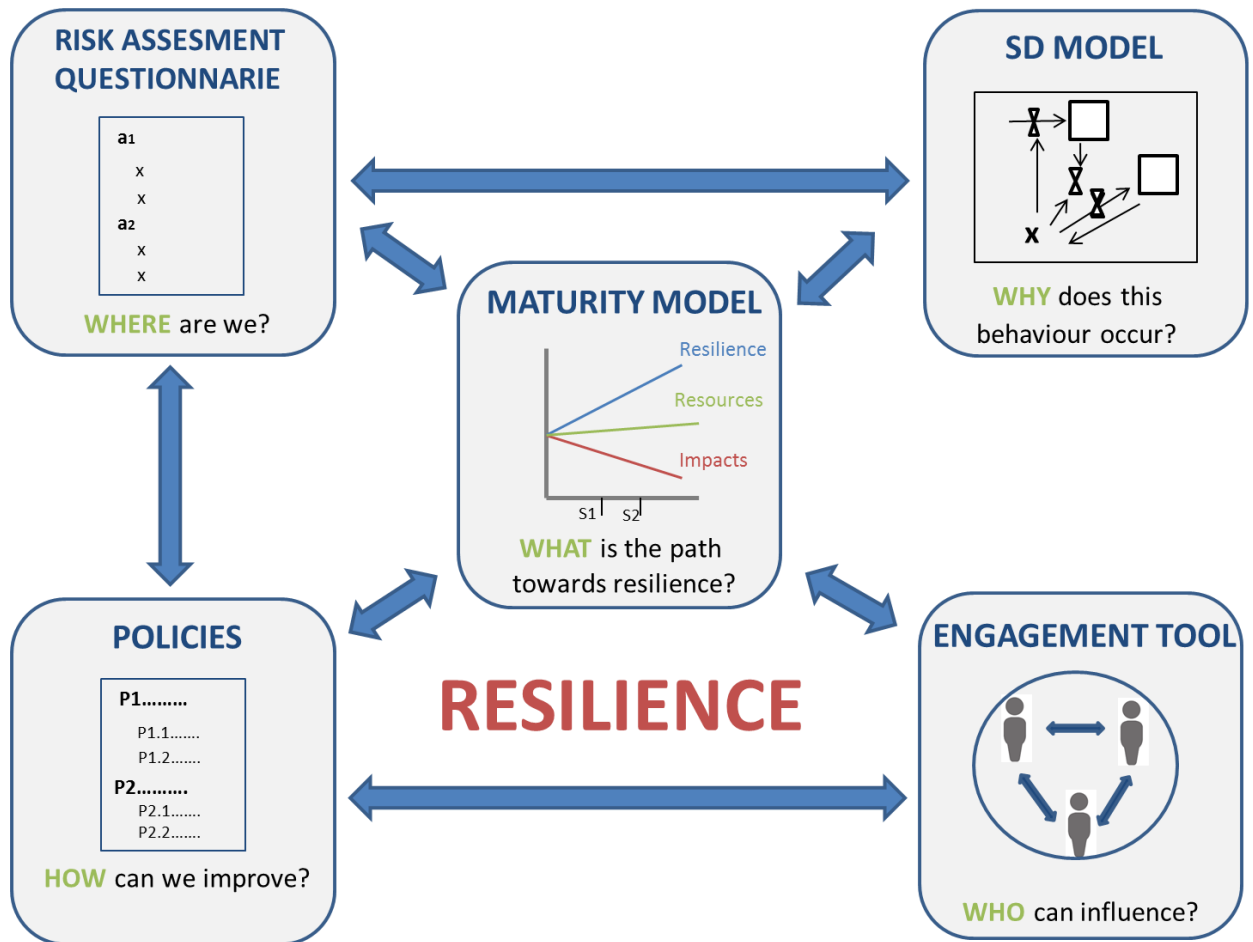 RISK ASSESMENT
QUESTIONNARIE
a1
x
x
a2
x
x
WHERE are we?
SD MODEL
x
WHY does this
behaviour occur?
MATURITY MODEL
Resilience
Resources
Impacts
S1
S2
WHAT is the path
towards resilience?
POLICIES
P1.........
P1.1.......
P1.2.......
P2..........
P2.1.......
P2.2.......
HOW can we improve?
RESILIENCE
ENGAGEMENT TOOL
WHO can influence?